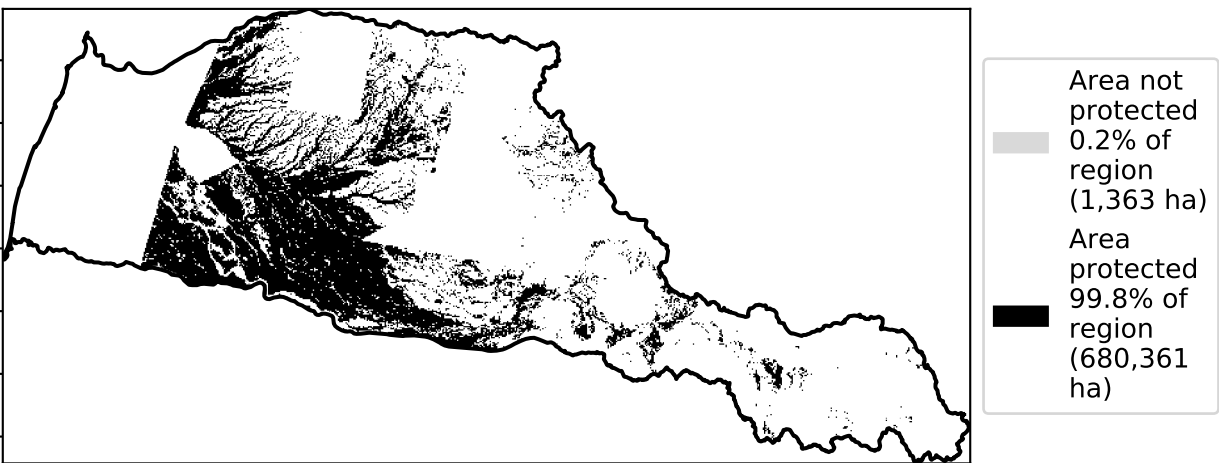 Area not
protected
0.2% of
region
(1,363 ha)
Area
protected
99.8% of
region
(680,361
ha)